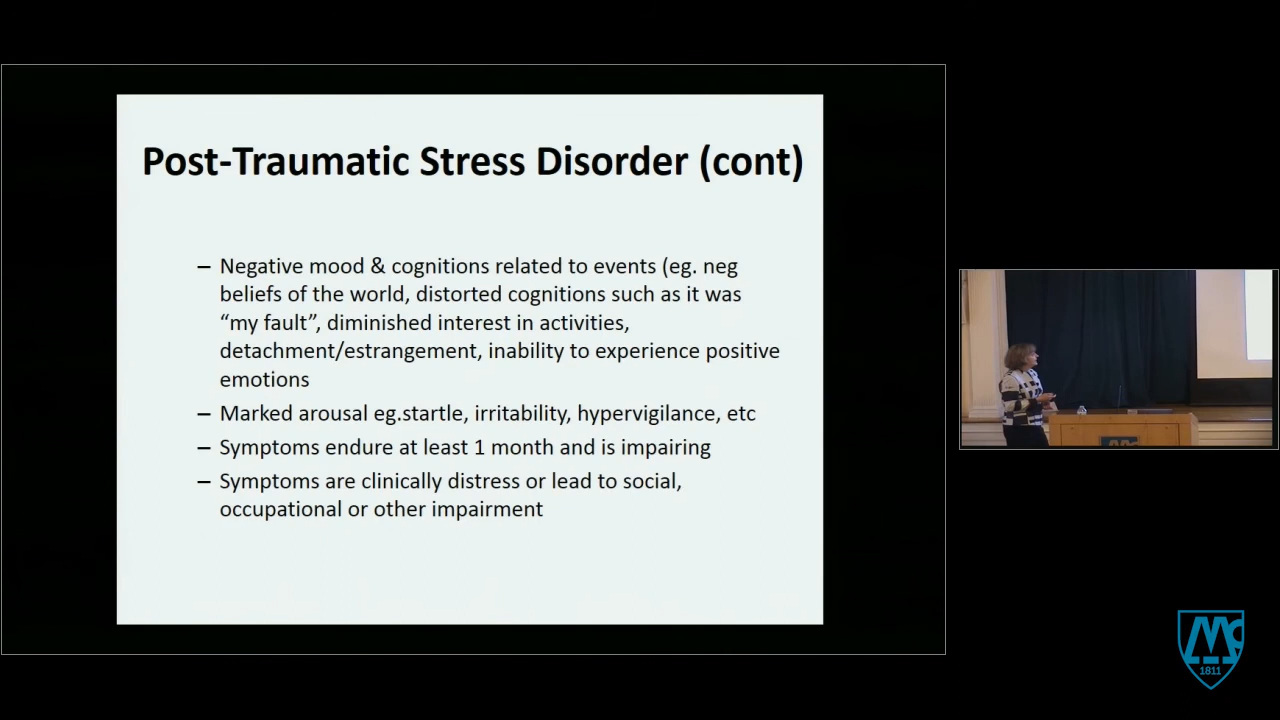 Post-Traumatic Stress Disorder (cont)
– Negative mood & cognitions related to events (eg. neg
beliefs of the world, distorted cognitions such as it was
“my fault”, diminished interest in activities,
detachment/estrangement, inability to experience positive
emotions
– Marked arousal eg.startle, irritability, hypervigilance, etc
– Symptoms endure at least 1 month and is impairing
– Symptoms are clinically distress or lead to social,
occupational or other impairment
Mc
1811